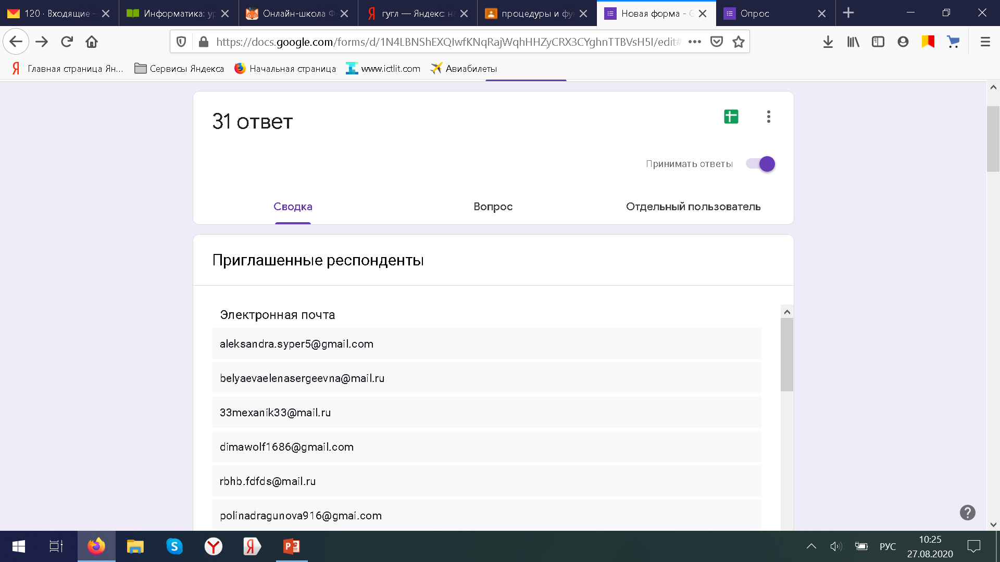 120 · Входящие –
Информатика: ур
Онлайн-школа Ф
гугл — Яндекс: на
процедуры и фу
Новая форма - G
Опрос
https://docs.google.com/forms/d/1N4LBNShEXQIwfKNqRajWqhHHZyCRX3CYghnTTBVsH5I/edit#
Главная страница Ян...
Сервисы Яндекса
Начальная страница
www.ictlit.com
Авиабилеты
31 ответ
Принимать ответы
Сводка
Вопрос
Отдельный пользователь
Приглашенные респонденты
Электронная почта
aleksandra.syper5@gmail.com
belyaevaelenasergeevna@mail.ru
33mexanik33@mail.ru
dimawolf1686@gmail.com
rbhb.fdfds@mail.ru
polinadragunova916@gmai.com
РУС
10:25
27.08.2020